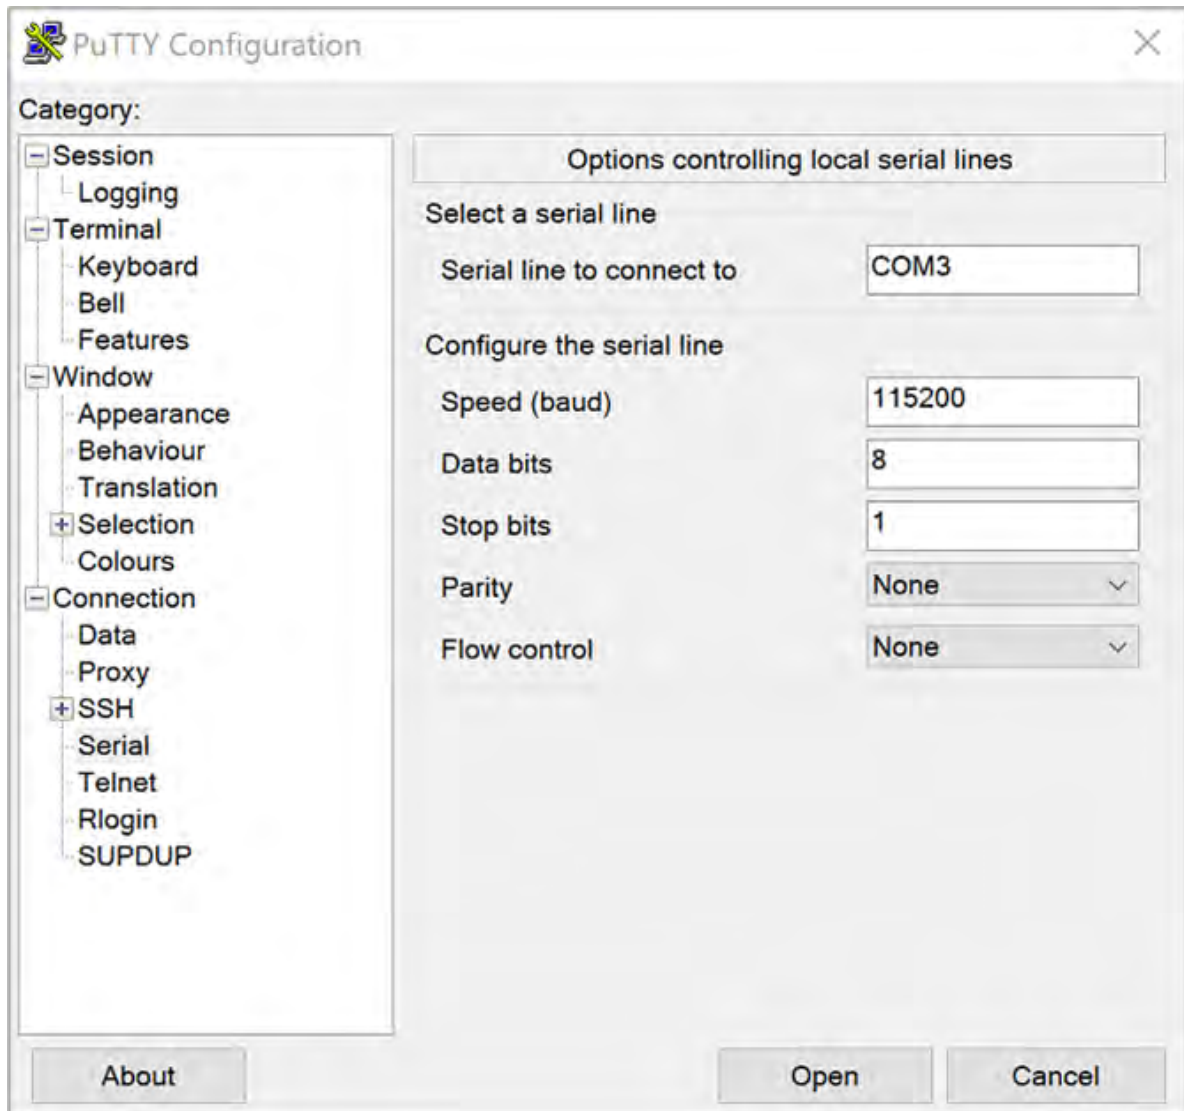 PuTTY Configuration
Category:
Session
Logging
Terminal
Keyboard
Bell
Features
Window
Appearance
Behaviour
Translation
Selection
Colours
Connection
Data
Proxy
SSH
Serial
Telnet
Rlogin
SUPDUP
Options controlling local serial lines
Select a serial line
Serial line to connect to COM3
Configure the serial line
Speed (baud) 115200
Data bits 8
Stop bits 1
Parity None
Flow control None
About Open Cancel